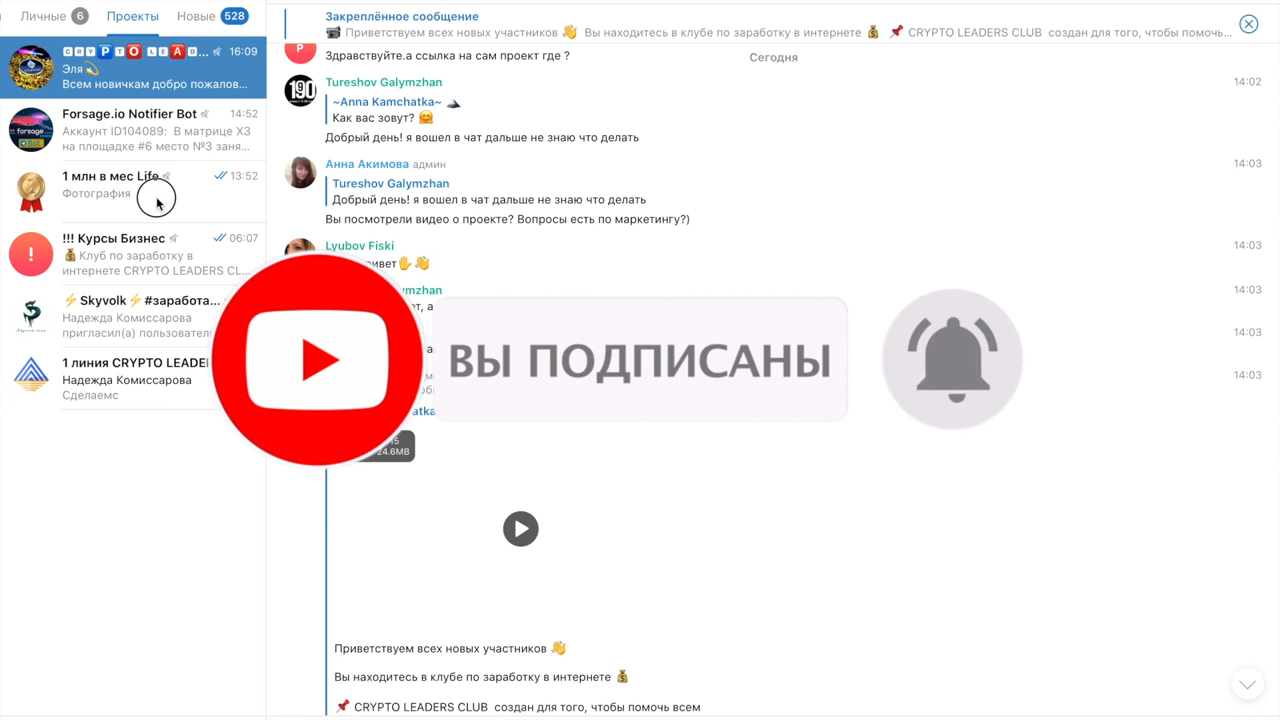 Личные 6 Проекты Новые 528
CRYPTOLEAD... 16:09
Эля
Всем новичкам добро пожалов...
Forsage.io Notifier Bot 14:52
Аккаунт ID104089: В матрице X3
на площадке #6 место №3 заня...
1 млн в мес Life 13:52
Фотография
!!! Курсы Бизнес 06:07
Клуб по заработку в
интернете CRYPTO LEADERS CL...
⚡Skyvolk⚡#заработа...
Надежда Комиссарова
пригласил(а)
1 линия CRYPTO
Надежда Комиссарова
Сделаемс
Закреплённое сообщение
Приветствуем всех новых участников 👋 Вы находитесь в клубе по заработку в интернете 💰 📌 CRYPTO LEADERS CLUB создан для того, чтобы помочь...
Здравствуйте.а ссылка на сам проект где ?
Сегодня
190
Tureshov Galymzhan 14:02
~Anna Kamchatka~
Как вас зовут? 🤗
Добрый день! я вошел в чат дальше не знаю что делать
Анна Акимова админ 14:03
Tureshov Galymzhan
Добрый день! я вошел в чат дальше не знаю что делать
Вы посмотрели видео о проекте? Вопросы есть по маркетингу?)
Lyubov Fiski 14:03
14:03
14:03
14:03
ВЫ ПОДПИСАНЫ
24.6MB
Приветствуем всех новых участников 👋
Вы находитесь в клубе по заработку в интернете 💰
📌 CRYPTO LEADERS CLUB создан для того, чтобы помочь всем